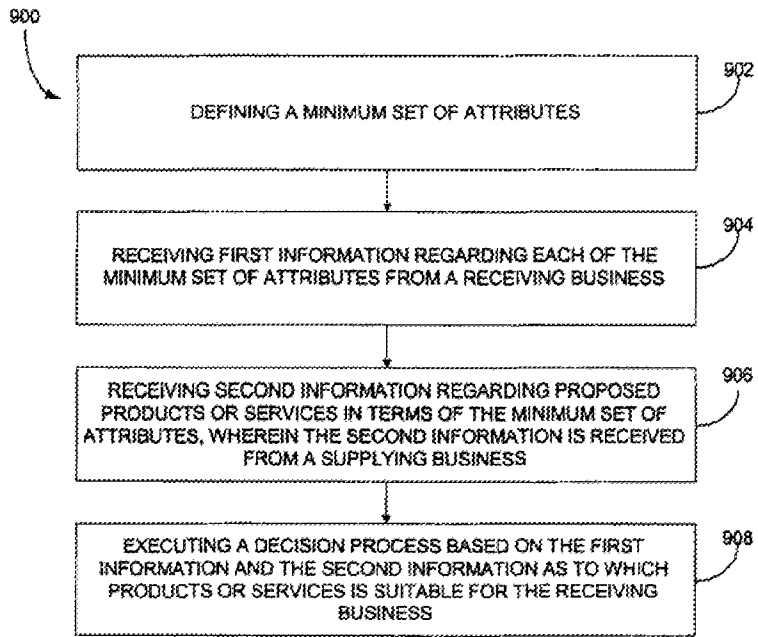 900
902
DEFINING A MINIMUM SET OF ATTRIBUTES
904
RECEIVING FIRST INFORMATION REGARDING EACH OF THE
MINIMUM SET OF ATTRIBUTES FROM A RECEIVING BUSINESS
906
RECEIVING SECOND INFORMATION REGARDING PROPOSED
PRODUCTS OR SERVICES IN TERMS OF THE MINIMUM SET OF
ATTRIBUTES, WHEREIN THE SECOND INFORMATION IS RECEIVED
FROM A SUPPLYING BUSINESS
908
EXECUTING A DECISION PROCESS BASED ON THE FIRST
INFORMATION AND THE SECOND INFORMATION AS TO WHICH
PRODUCTS OR SERVICES IS SUITABLE FOR THE RECEIVING
BUSINESS